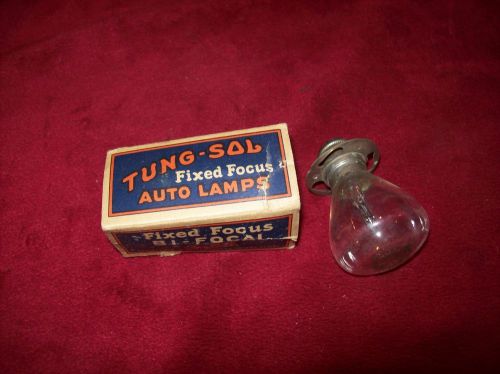 TUNG-SOL
Fixed Focus
AUTO LAMPS
Fixed Focus
BI-FOCAL